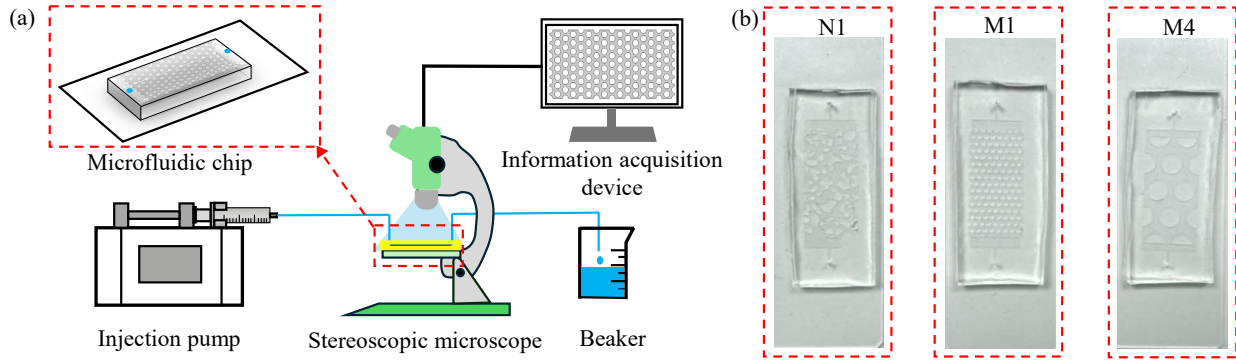 (a)
Microfluidic chip
Information acquisition
device
Injection pump
Stereoscopic microscope
Beaker
(b)
N1
M1
M4